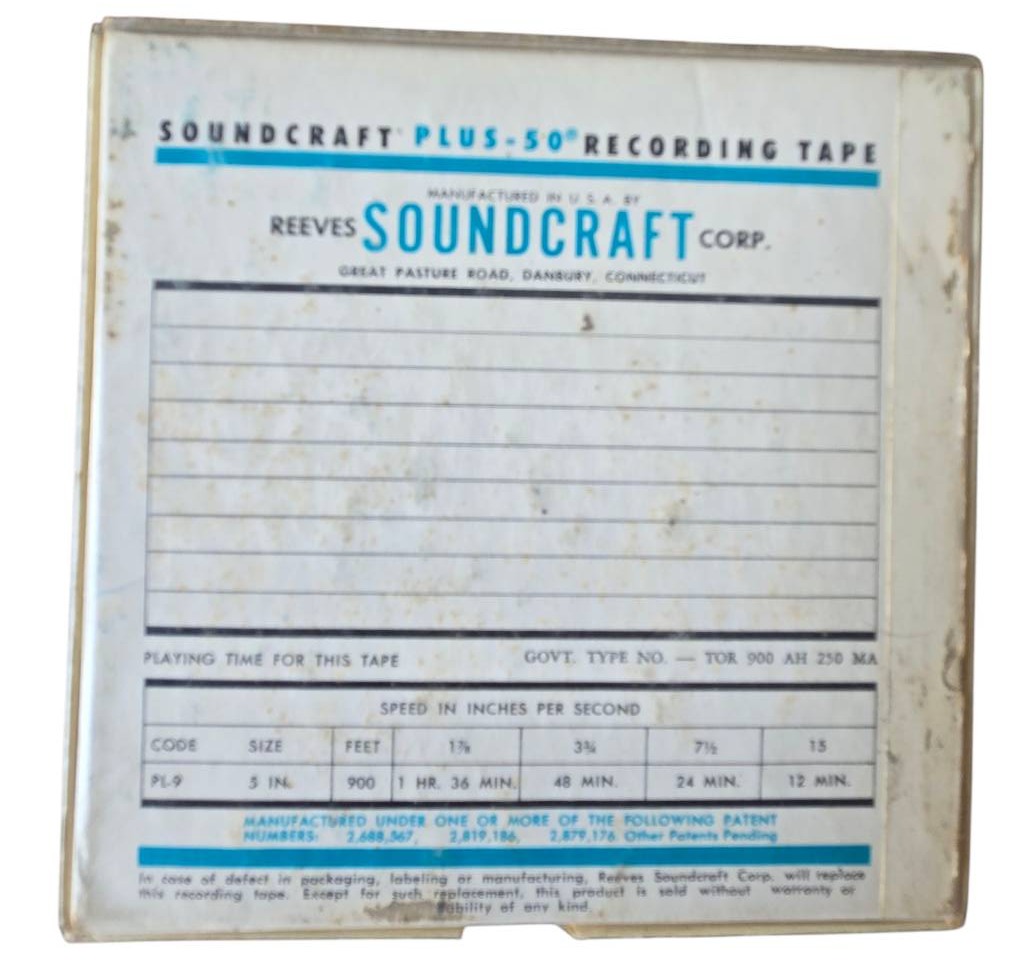 SOUNDCRAFT PLUS-50® RECORDING TAPE
MANUFACTURED IN U.S.A. BY
REEVES SOUNDCRAFT CORP.
GREAT PASTURE ROAD, DANBURY, CONNECTICUT
PLAYING TIME FOR THIS TAPE GOVT. TYPE NO. — TOR 900 AH 250 MA
SPEED IN INCHES PER SECOND
CODE SIZE FEET 1⅞ 3¾ 7½ 15
PL-9 5 IN. 900 1 HR. 36 MIN. 48 MIN. 24 MIN. 12 MIN.
MANUFACTURED UNDER ONE OR MORE OF THE FOLLOWING PATENT
NUMBERS: 2,688,567, 2,819,186, 2,879,176 Other Patents Pending
In case of defect in packaging, labeling or manufacturing, Reeves Soundcraft Corp. will replace
this recording tape. Except for such replacement, this product is sold without warranty or
liability of any kind.